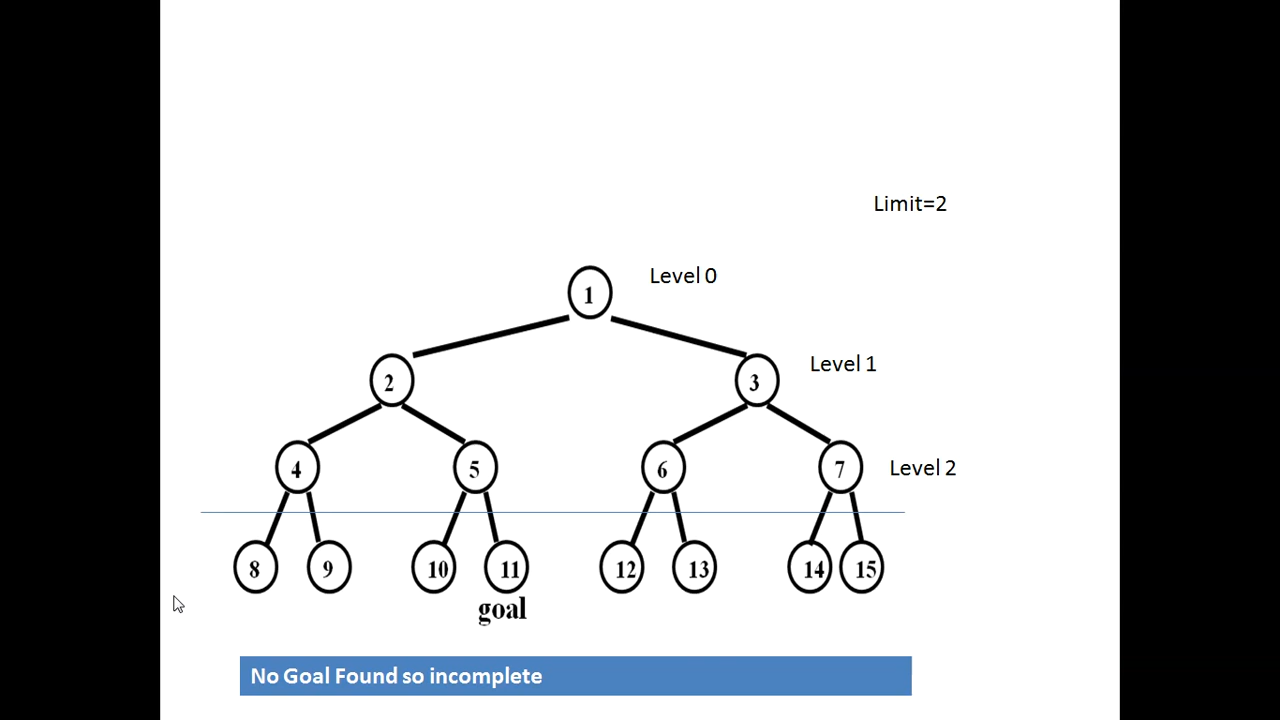 Limit=2
Level 0
1
Level 1
2
3
Level 2
4
5
6
7
8
9
10
11
12
13
14
15
goal
No Goal Found so incomplete